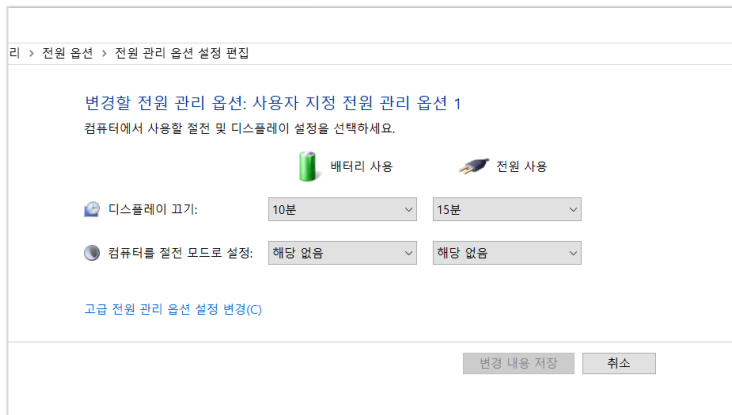 리 > 전원 옵션 > 전원 관리 옵션 설정 편집
변경할 전원 관리 옵션: 사용자 지정 전원 관리 옵션 1
컴퓨터에서 사용할 절전 및 디스플레이 설정을 선택하세요.
배터리 사용 전원 사용
디스플레이 끄기: 10분 15분
컴퓨터를 절전 모드로 설정: 해당 없음 해당 없음
고급 전원 관리 옵션 설정 변경(C)
변경 내용 저장 취소